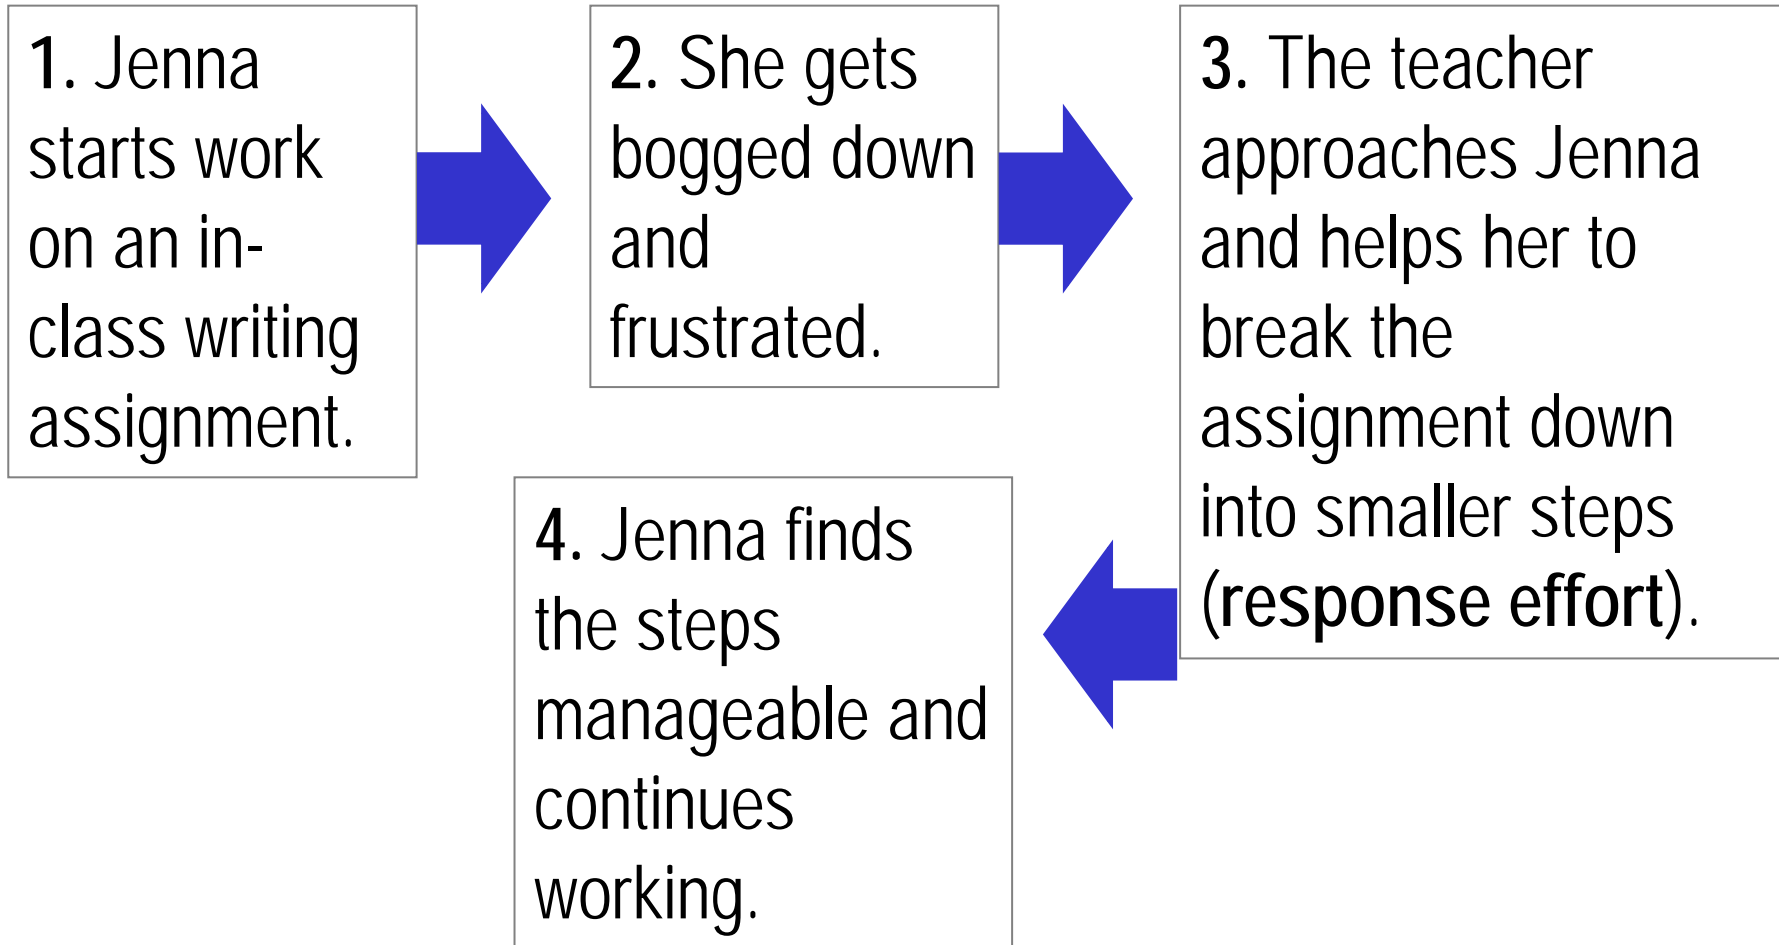 1. Jenna
starts work
on an in-
class writing
assignment.
2. She gets
bogged down
and
frustrated.
3. The teacher
approaches Jenna
and helps her to
break the
assignment down
into smaller steps
(response effort).
4. Jenna finds
the steps
manageable and
continues
working.